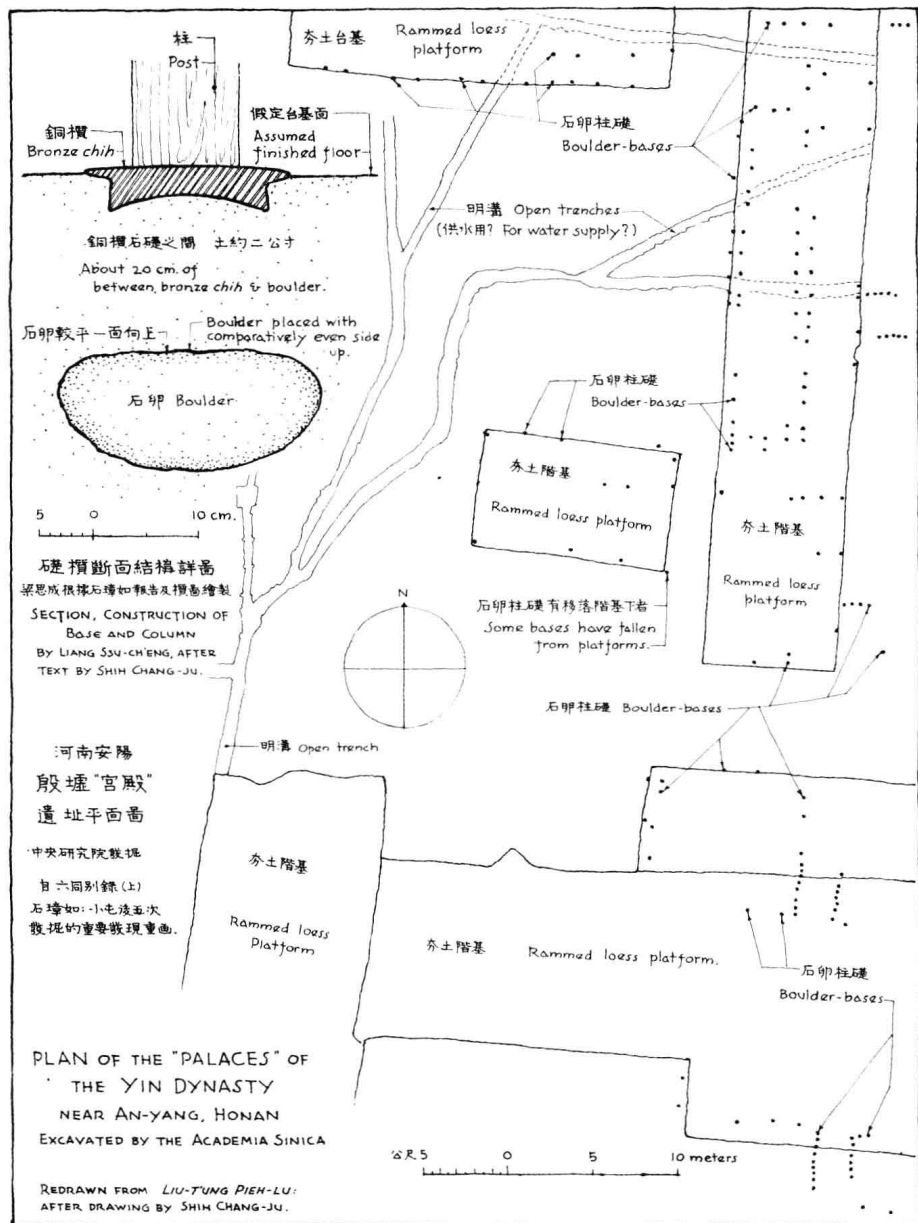 柱
Post
銅櫍
Bronze chih
假定台基面
Assumed
finished floor
銅櫍石礎之間 土約二公寸
About 20 cm. of
between bronze chih & boulder.
石卵較平一面向上
Boulder placed with
comparatively even side
up.
石卵 Boulder
5 0 10 cm.
礎櫍斷面結構詳圖
梁思成根據石璋如報告及櫍圖繪製
SECTION, CONSTRUCTION OF
BASE AND COLUMN
BY LIANG SSU-CH'ENG, AFTER
TEXT BY SHIH CHANG-JU.
夯土台基 Rammed loess
platform
石卵柱礎
Boulder-bases
明溝 Open trenches
(供水用? For water supply?)
石卵柱礎
Boulder-bases
夯土階基
Rammed loess platform
夯土階基
Rammed loess
platform
石卵柱礎有移落階基下者
Some bases have fallen
from platforms.
N
石卵柱礎 Boulder-bases
明溝 Open trench
河南安陽
殷墟"宮殿"
遺址平面圖
中央研究院發掘
自六同別錄(上)
石璋如:小屯後五次
發掘的重要發現重画.
夯土階基
Rammed loess
Platform
夯土階基 Rammed loess platform.
石卵柱礎
Boulder-bases
PLAN OF THE "PALACES" OF
THE YIN DYNASTY
NEAR AN-YANG, HONAN
EXCAVATED BY THE ACADEMIA SINICA
公尺 5 0 5 10 meters
REDRAWN FROM LIU-T'UNG PIEH-LU:
AFTER DRAWING BY SHIH CHANG-JU.